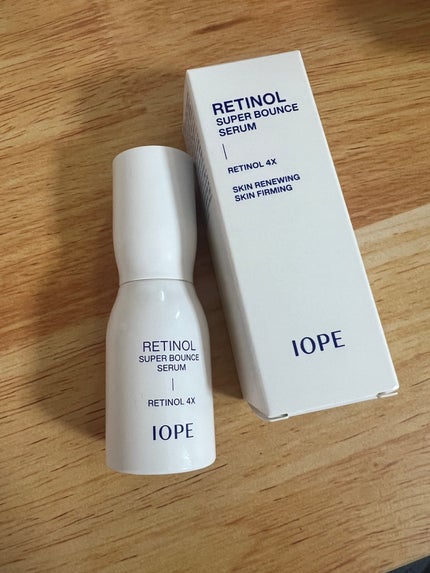 RETINOL
SUPER BOUNCE
SERUM
RETINOL 4X
SKIN RENEWING
SKIN FIRMING
IOPE
RETINOL
SUPER BOUNCE
SERUM
RETINOL 4X
IOPE